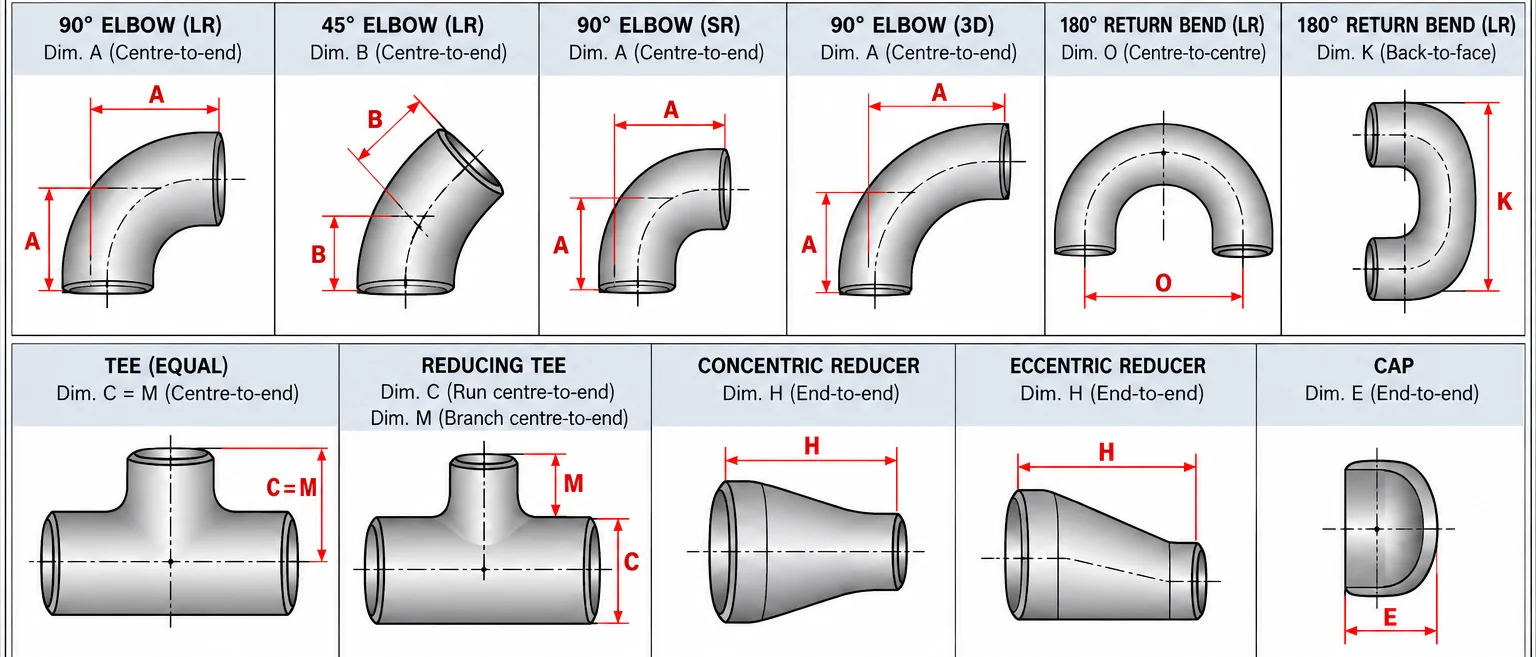 90° ELBOW (LR)
Dim. A (Centre-to-end)
A
A
45° ELBOW (LR)
Dim. B (Centre-to-end)
B
B
90° ELBOW (SR)
Dim. A (Centre-to-end)
A
A
90° ELBOW (3D)
Dim. A (Centre-to-end)
A
A
180° RETURN BEND (LR)
Dim. O (Centre-to-centre)
O
180° RETURN BEND (LR)
Dim. K (Back-to-face)
K
TEE (EQUAL)
Dim. C = M (Centre-to-end)
C=M
REDUCING TEE
Dim. C (Run centre-to-end)
Dim. M (Branch centre-to-end)
M
C
CONCENTRIC REDUCER
Dim. H (End-to-end)
H
ECCENTRIC REDUCER
Dim. H (End-to-end)
H
CAP
Dim. E (End-to-end)
E